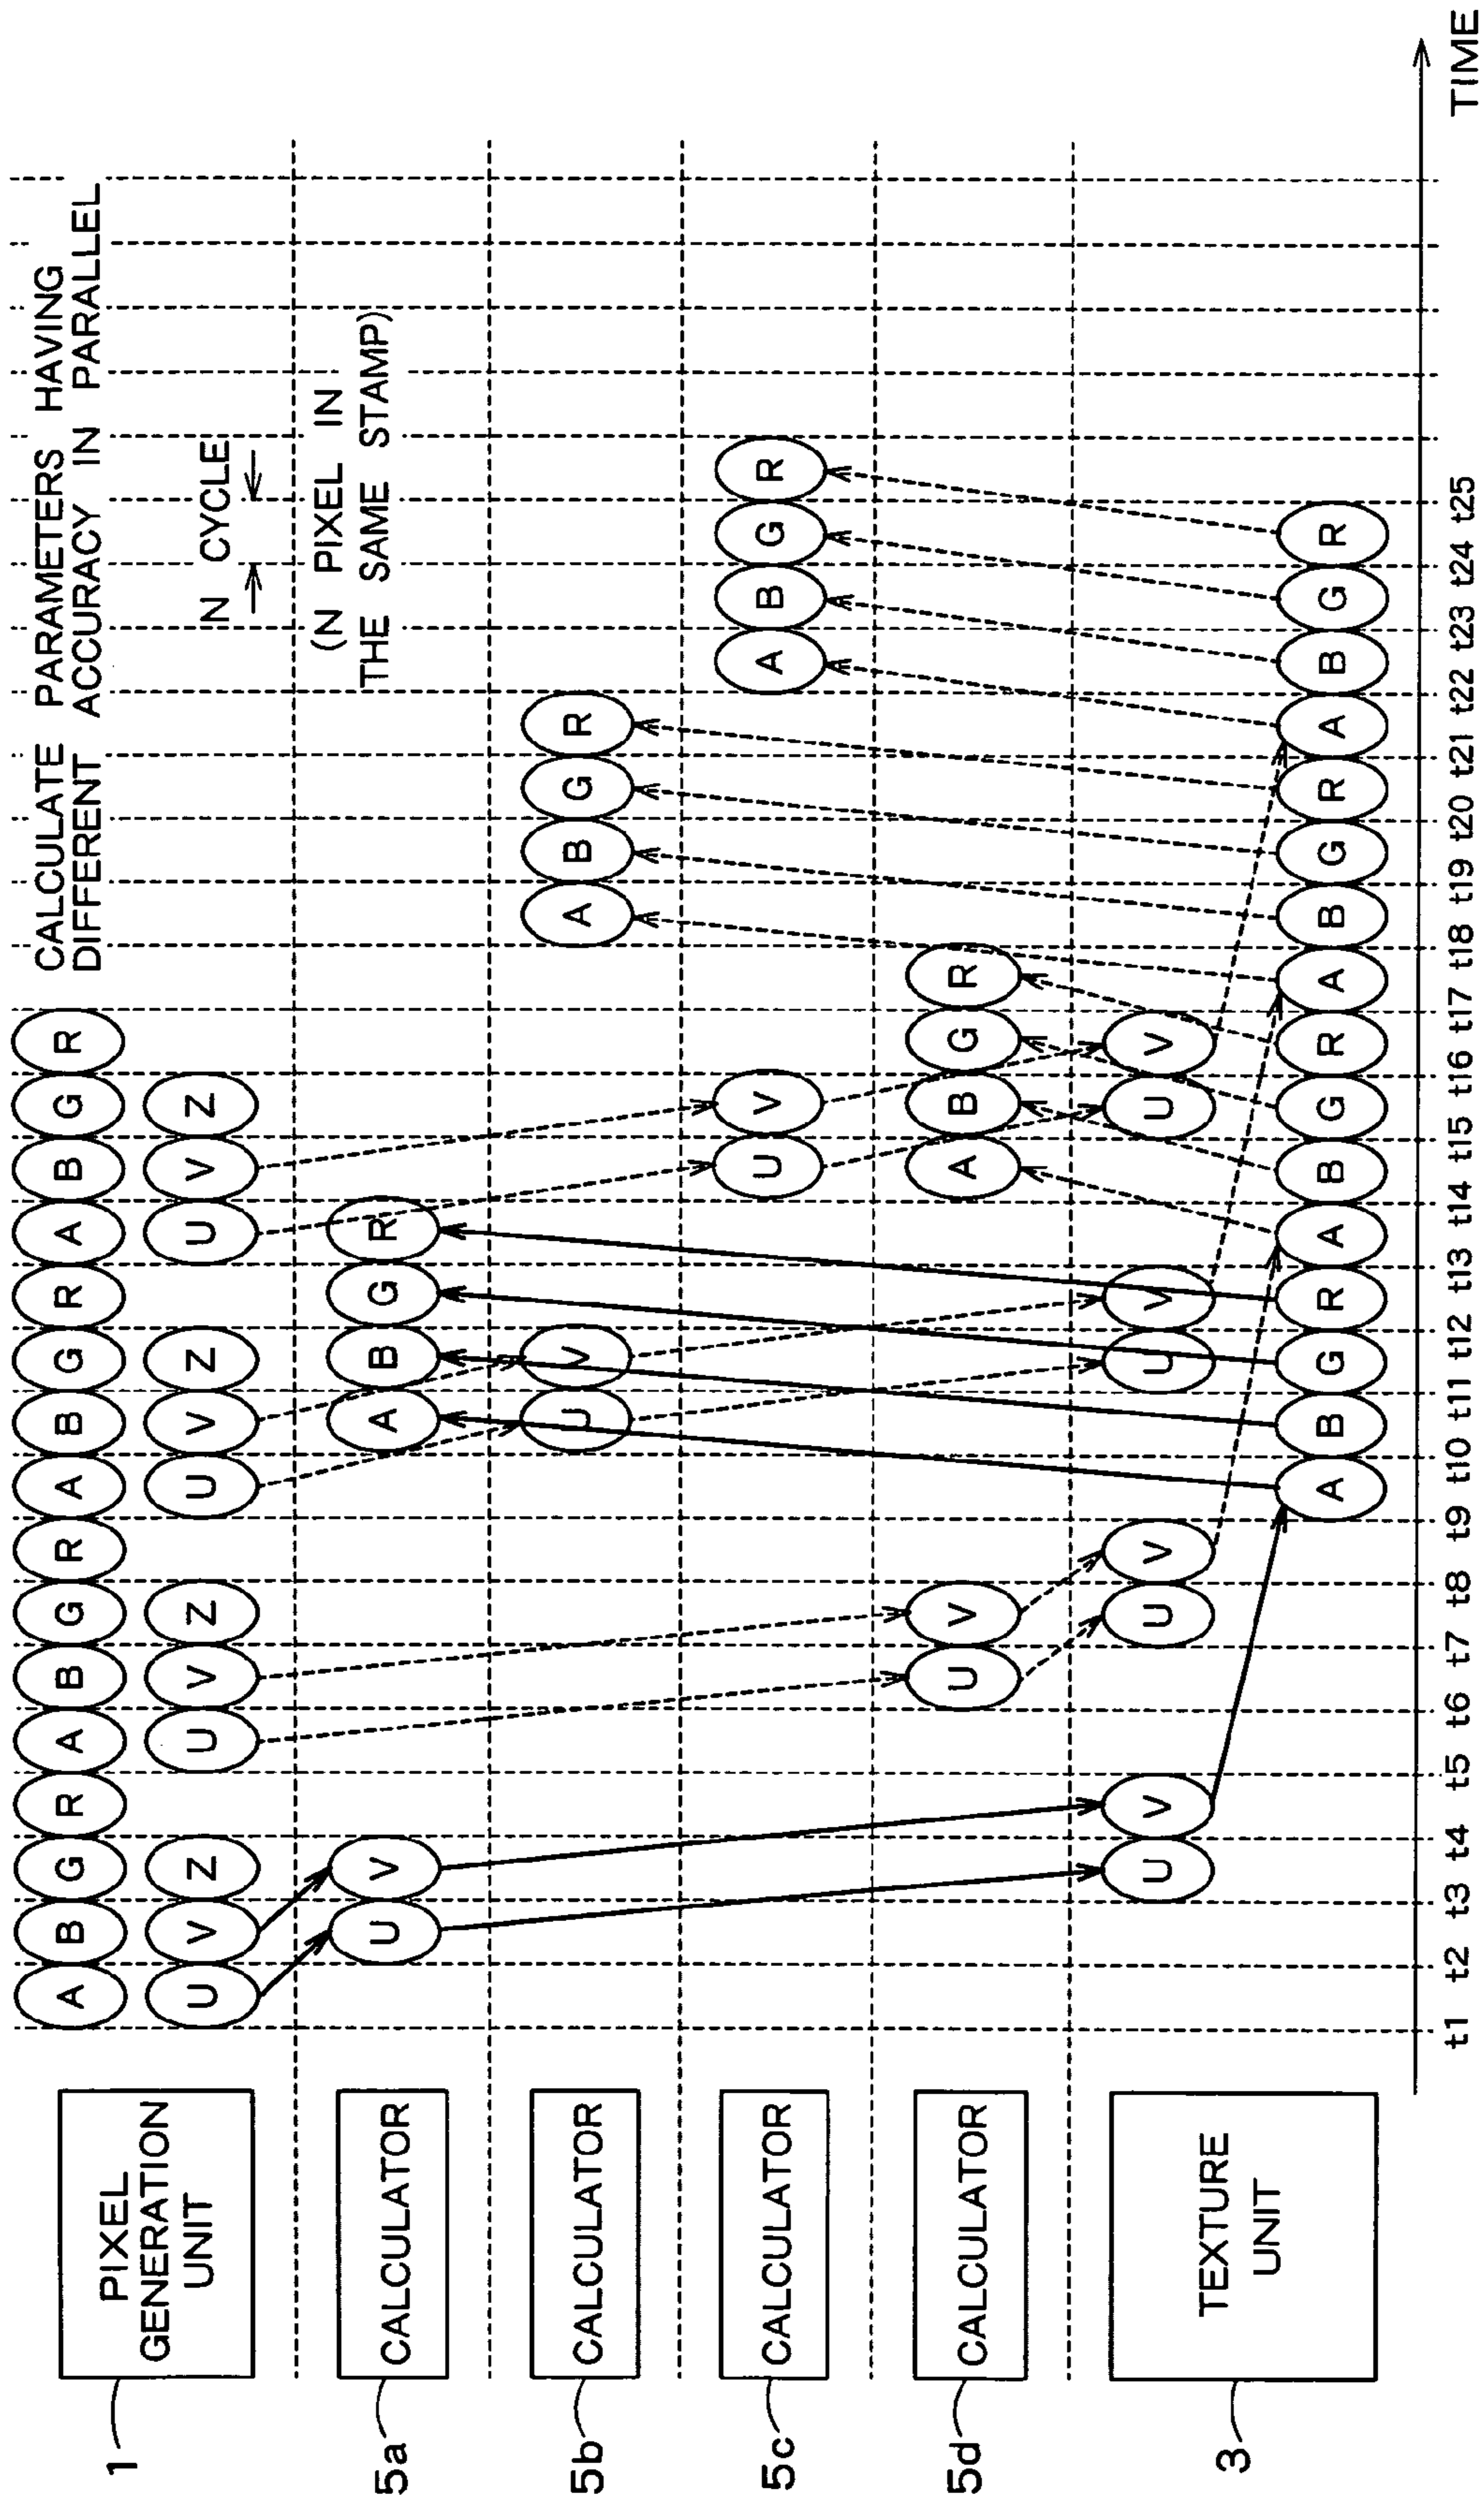 CALCULATE PARAMETERS HAVING
DIFFERENT ACCURACY IN PARALLEL
A B G R A B G R A B G R A B G R
1
PIXEL
GENERATION
UNIT
U V Z U V Z U V Z U V Z
N CYCLE
(N PIXEL IN
THE SAME STAMP)
5a
CALCULATOR
U V A B G R
5b
CALCULATOR
U V A B G R
5c
CALCULATOR
U V A B G R
5d
CALCULATOR
U V A B G R
3
TEXTURE
UNIT
U V U V U V U V
A B G R A B G R A B G R A B G R
t1 t2 t3 t4 t5 t6 t7 t8 t9 t10 t11 t12 t13 t14 t15 t16 t17 t18 t19 t20 t21 t22 t23 t24 t25
TIME